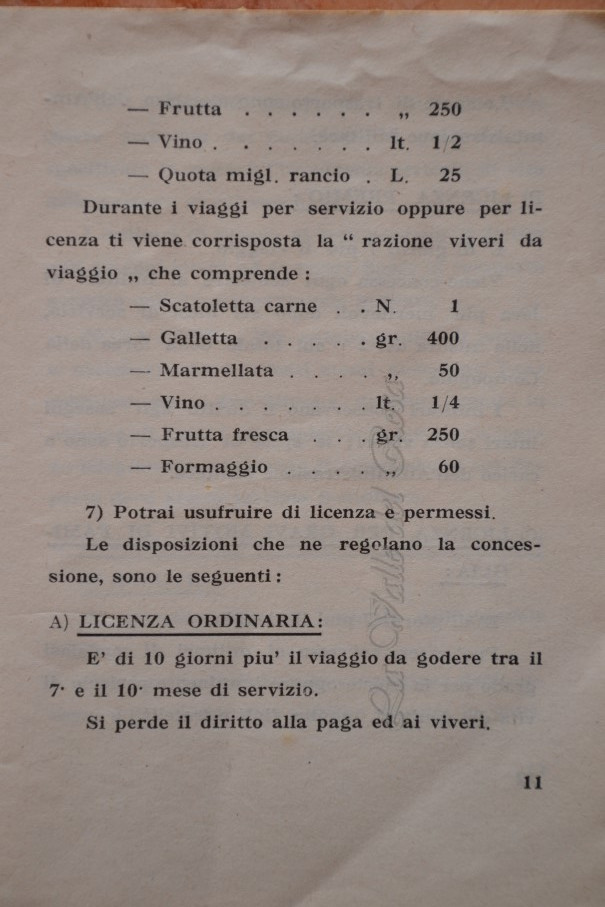 — Frutta . . . . . . „ 250
— Vino . . . . . . . lt. 1/2
— Quota migl. rancio . L. 25
Durante i viaggi per servizio oppure per li-
cenza ti viene corrisposta la “ razione viveri da
viaggio „ che comprende :
— Scatoletta carne . . N. 1
— Galletta . . . . . gr. 400
— Marmellata . . . . „ 50
— Vino . . . . . . . lt. 1/4
— Frutta fresca . . . gr. 250
— Formaggio . . . . „ 60
7) Potrai usufruire di licenza e permessi.
Le disposizioni che ne regolano la conces-
sione, sono le seguenti :
A) LICENZA ORDINARIA:
E' di 10 giorni piu' il viaggio da godere tra il
7· e il 10· mese di servizio.
Si perde il diritto alla paga ed ai viveri.
11